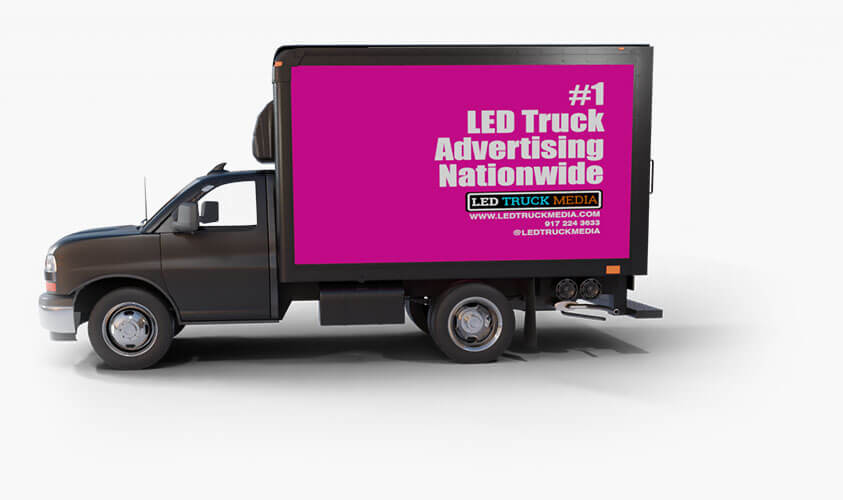 #1
LED Truck
Advertising
Nationwide
LED TRUCK MEDIA
WWW.LEDTRUCKMEDIA.COM
917 224 3633
@LEDTRUCKMEDIA